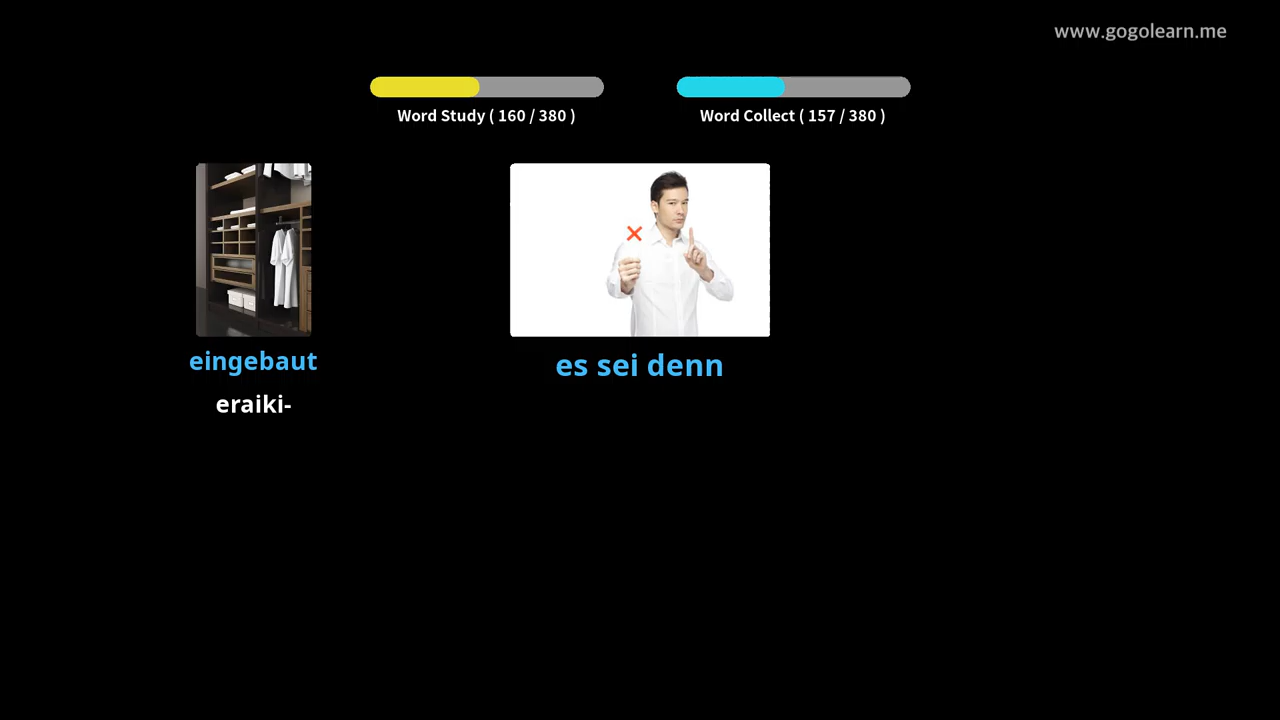 www.gogolearn.me
Word Study ( 160 / 380 )
Word Collect ( 157 / 380 )
eingebaut
eraiki-
es sei denn